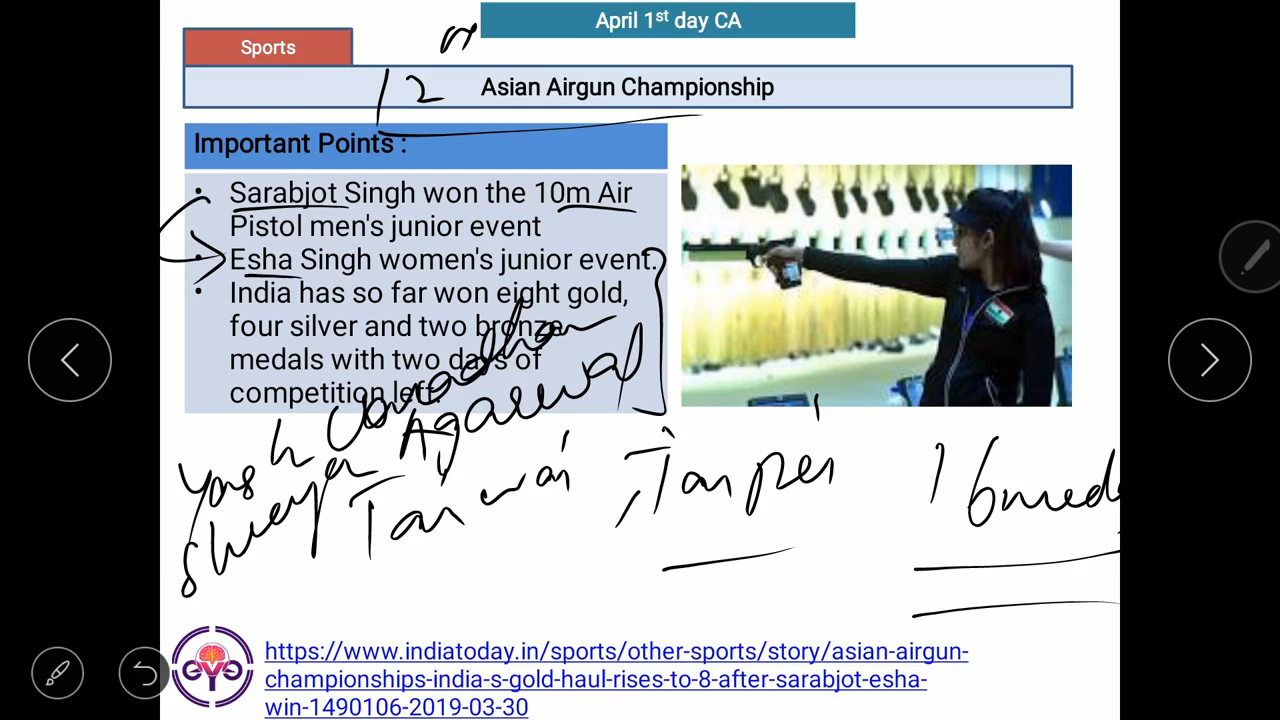 April 1st day CA
Sports
12
Asian Airgun Championship
Important Points :
• Sarabjot Singh won the 10m Air
Pistol men's junior event
• Esha Singh women's junior event.
• India has so far won eight gold,
four silver and two bronze
medals with two days of
competition left.
Yash Vardhan
Shreya Agarwal
Taiwan
, Taipei
16 med
https://www.indiatoday.in/sports/other-sports/story/asian-airgun-
championships-india-s-gold-haul-rises-to-8-after-sarabjot-esha-
win-1490106-2019-03-30